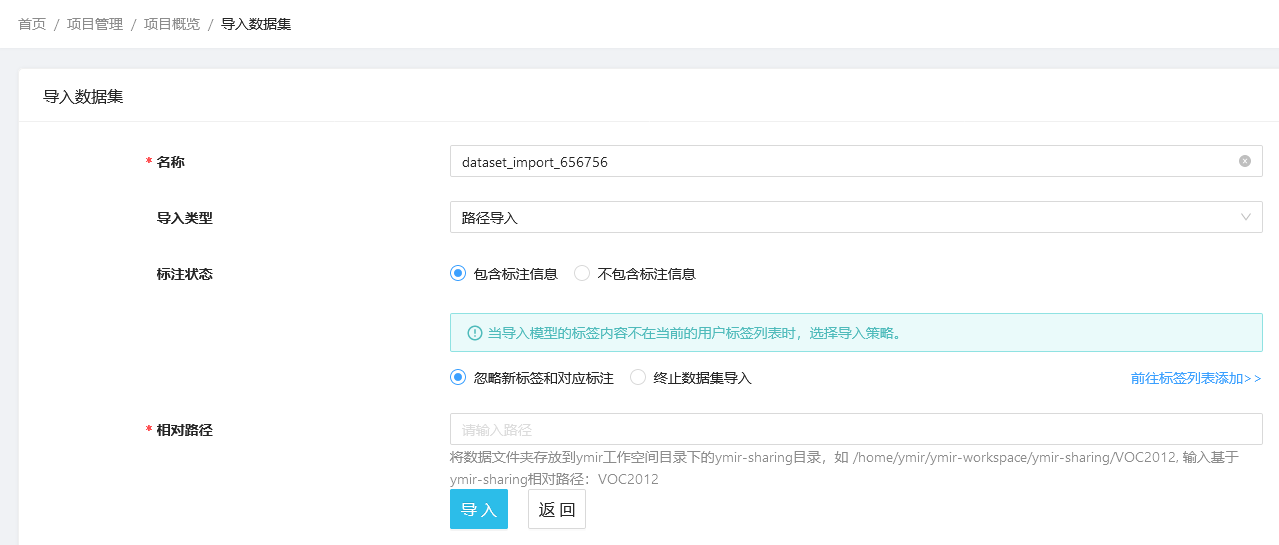 首页 / 项目管理 / 项目概览 / 导入数据集
导入数据集
* 名称 dataset_import_656756
导入类型 路径导入
标注状态 包含标注信息 不包含标注信息
当导入模型的标签内容不在当前的用户标签列表时，选择导入策略。
忽略新标签和对应标注 终止数据集导入 前往标签列表添加>>
* 相对路径 请输入路径
将数据文件夹存放到ymir工作空间目录下的ymir-sharing目录，如 /home/ymir/ymir-workspace/ymir-sharing/VOC2012, 输入基于
ymir-sharing相对路径：VOC2012
导入 返回